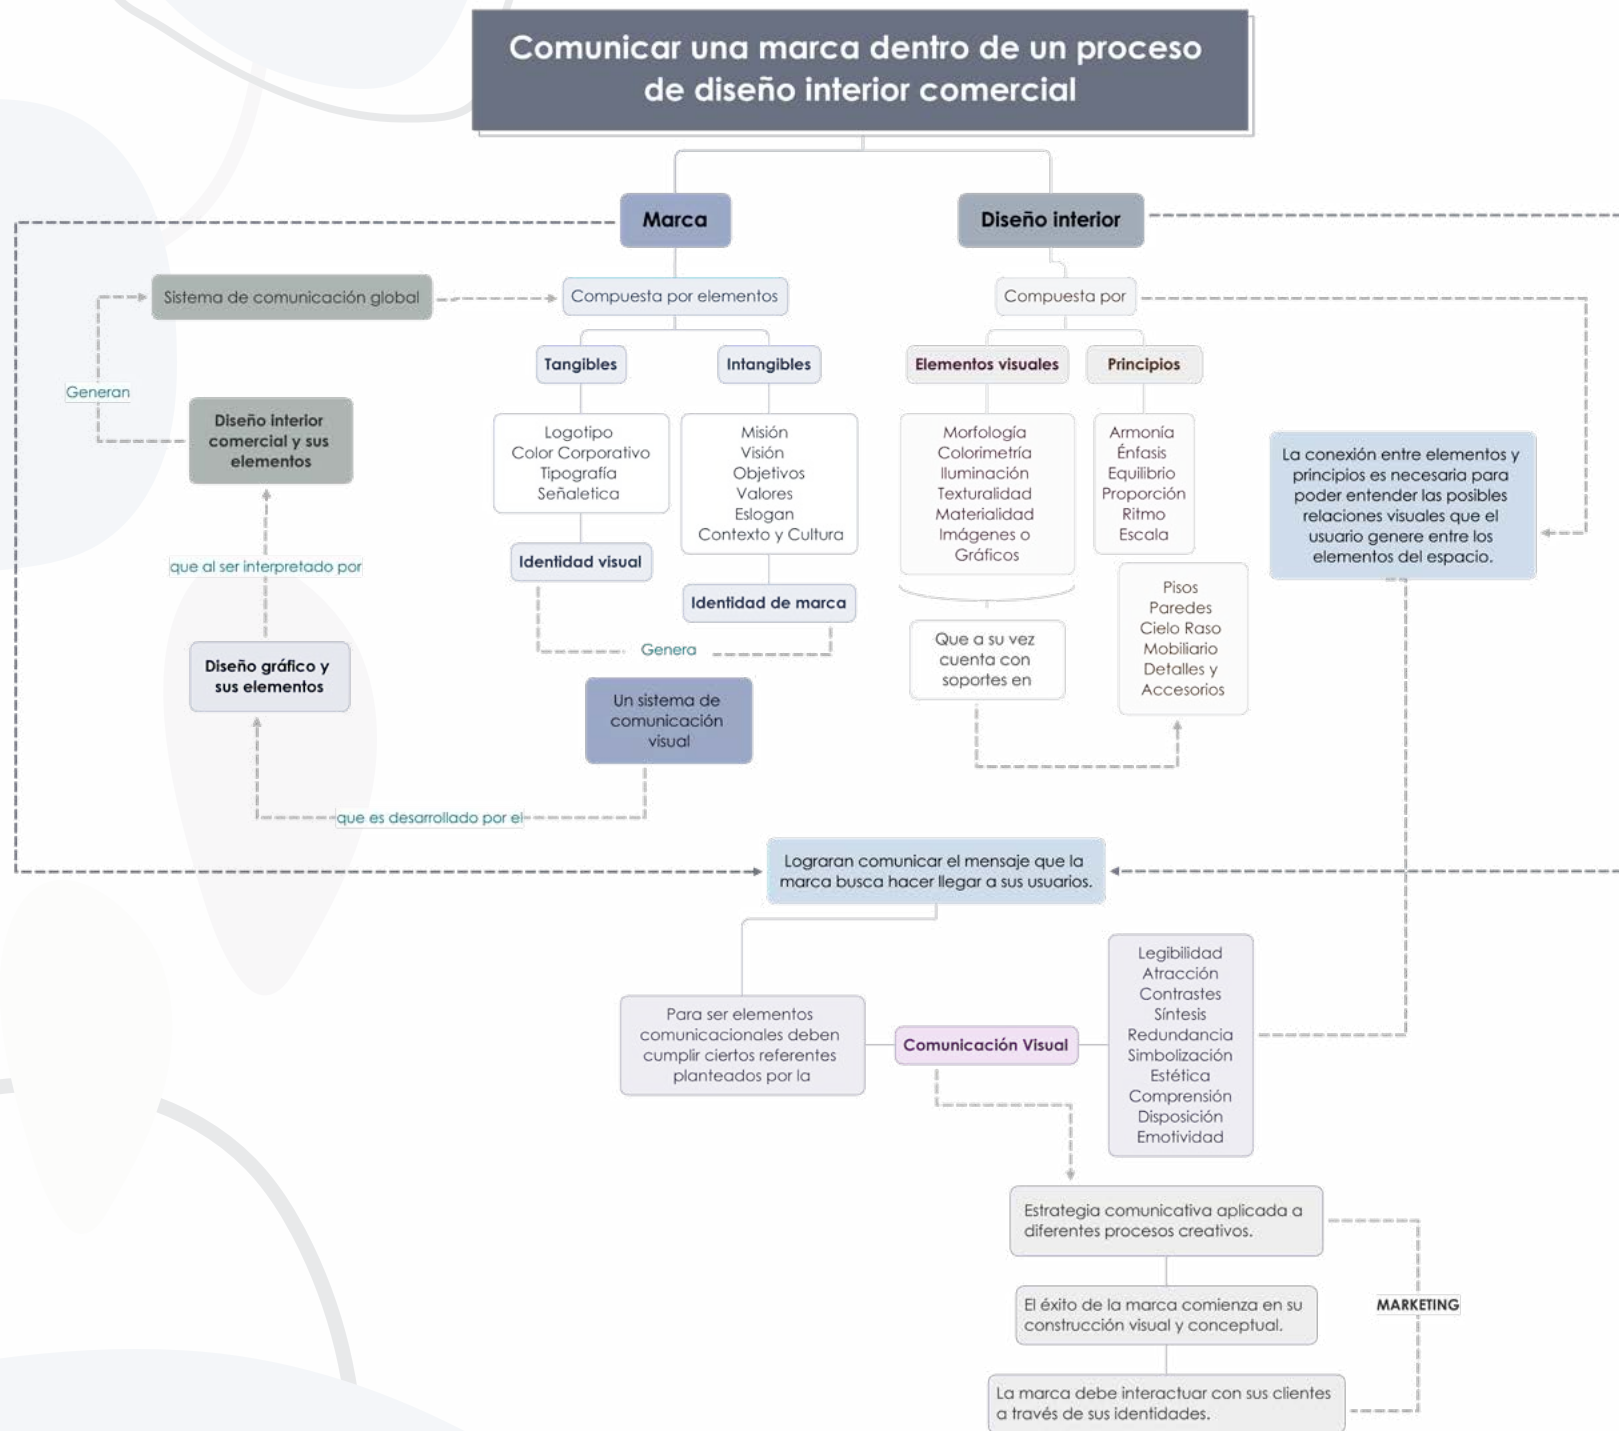 Comunicar una marca dentro de un proceso
de diseño interior comercial
Marca
Diseño interior
Sistema de comunicación global
Compuesta por elementos
Compuesta por
Tangibles
Intangibles
Elementos visuales
Principios
Generan
Diseño interior
comercial y sus
elementos
Logotipo
Color Corporativo
Tipografía
Señaletica
Misión
Visión
Objetivos
Valores
Eslogan
Contexto y Cultura
Morfología
Colorimetría
Iluminación
Texturalidad
Materialidad
Imágenes o
Gráficos
Armonía
Énfasis
Equilibrio
Proporción
Ritmo
Escala
La conexión entre elementos y
principios es necesaria para
poder entender las posibles
relaciones visuales que el
usuario genere entre los
elementos del espacio.
que al ser interpretado por
Identidad visual
Identidad de marca
Genera
Diseño gráfico y
sus elementos
Un sistema de
comunicación
visual
Que a su vez
cuenta con
soportes en
Pisos
Paredes
Cielo Raso
Mobiliario
Detalles y
Accesorios
que es desarrollado por el
Lograran comunicar el mensaje que la
marca busca hacer llegar a sus usuarios.
Para ser elementos
comunicacionales deben
cumplir ciertos referentes
planteados por la
Comunicación Visual
Legibilidad
Atracción
Contrastes
Síntesis
Redundancia
Simbolización
Estética
Comprensión
Disposición
Emotividad
Estrategia comunicativa aplicada a
diferentes procesos creativos.
El éxito de la marca comienza en su
construcción visual y conceptual.
MARKETING
La marca debe interactuar con sus clientes
a través de sus identidades.